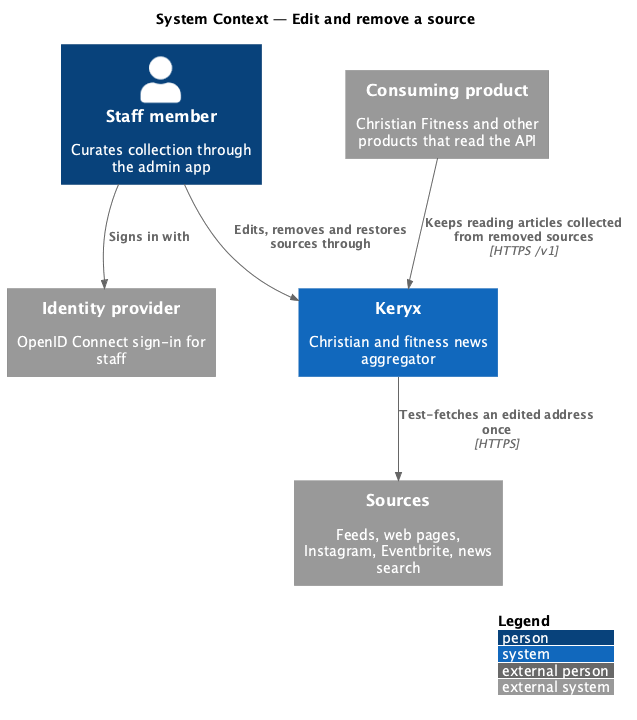 System Context — Edit and remove a source
Staff member
Curates collection through
the admin app
Consuming product
Christian Fitness and other
products that read the API
Signs in with
Edits, removes and restores
sources through
Keeps reading articles collected
from removed sources
[HTTPS /v1]
Identity provider
OpenID Connect sign-in for
staff
Keryx
Christian and fitness news
aggregator
Test-fetches an edited address
once
[HTTPS]
Sources
Feeds, web pages,
Instagram, Eventbrite, news
search
Legend
person
system
external person
external system